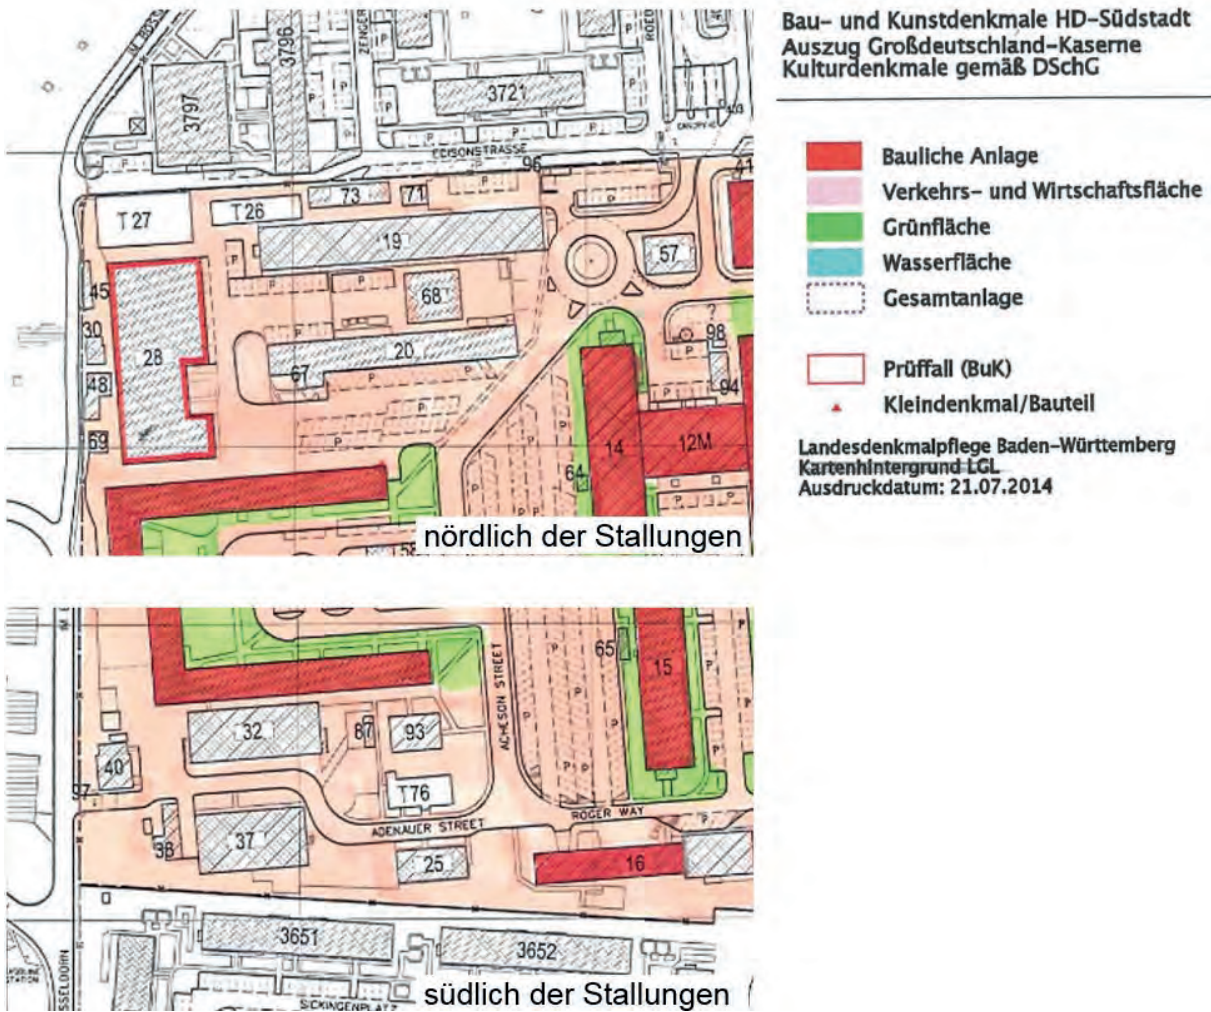 Bau- und Kunstdenkmale HD-Südstadt
Auszug Großdeutschland-Kaserne
Kulturdenkmale gemäß DSchG
Bauliche Anlage
Verkehrs- und Wirtschaftsfläche
Grünfläche
Wasserfläche
Gesamtanlage
Prüffall (BuK)
Kleindenkmal/Bauteil
Landesdenkmalpflege Baden-Württemberg
Kartenhintergrund LGL
Ausdruckdatum: 21.07.2014
3796
3797
3721
EDISONSTRASSE
96
41
T 27
T 26
73
71
19
57
45
68
30
28
20
98
67
48
94
69
14
12M
64
58
nördlich der Stallungen
65
15
ACHESON STREET
32
87
93
40
T76
97
ROGER WAY
ADENAUER STREET
38
37
25
16
3651
3652
SICKINGENPLATZ
südlich der Stallungen